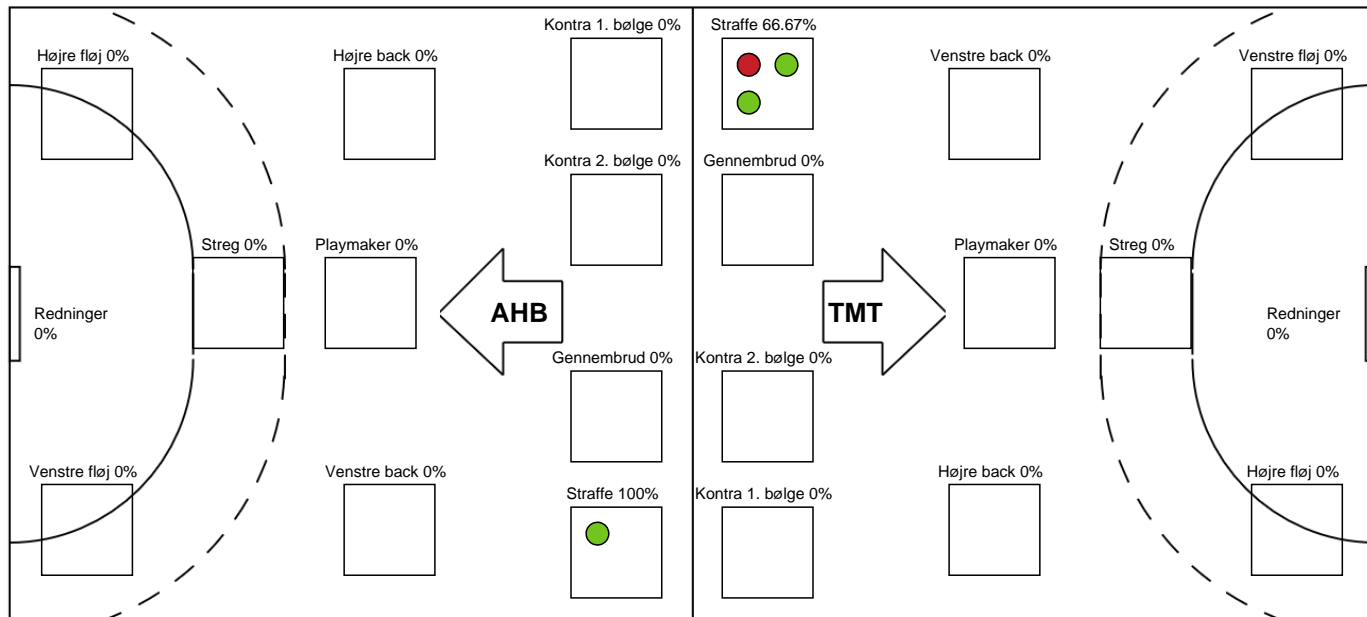 Kontra 1. bølge 0%
Straffe 66.67%
Højre fløj 0%
Højre back 0%
Venstre back 0%
Venstre fløj 0%
Kontra 2. bølge 0%
Gennembrud 0%
Streg 0%
Playmaker 0%
Playmaker 0%
Streg 0%
Redninger
0%
AHB
TMT
Redninger
0%
Gennembrud 0%
Kontra 2. bølge 0%
Venstre fløj 0%
Venstre back 0%
Højre back 0%
Højre fløj 0%
Straffe 100%
Kontra 1. bølge 0%